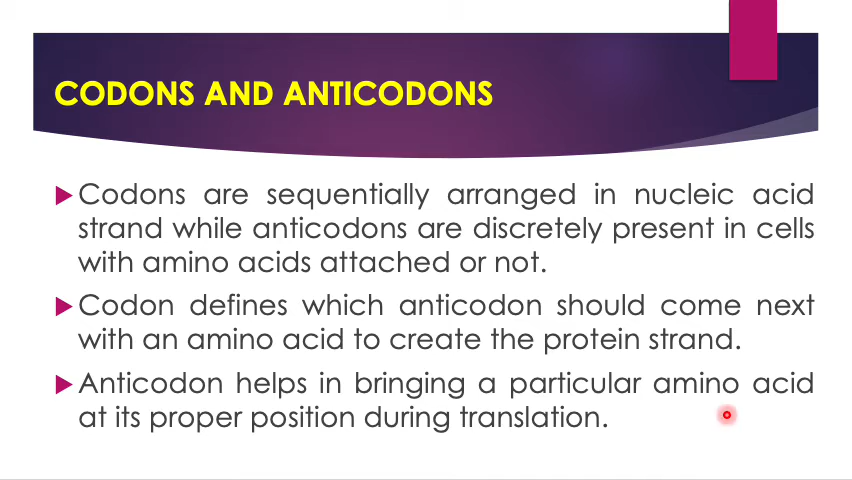 CODONS AND ANTICODONS
Codons are sequentially arranged in nucleic acid
strand while anticodons are discretely present in cells
with amino acids attached or not.
Codon defines which anticodon should come next
with an amino acid to create the protein strand.
Anticodon helps in bringing a particular amino acid
at its proper position during translation.